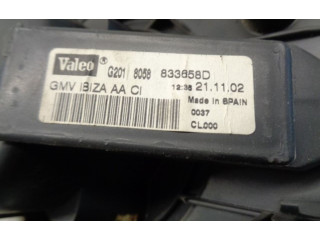 Valeo ® G201 8058 833658D
GMV IBIZA AA CI 12:36 21.11.02
Made in SPAIN
0037
CL000